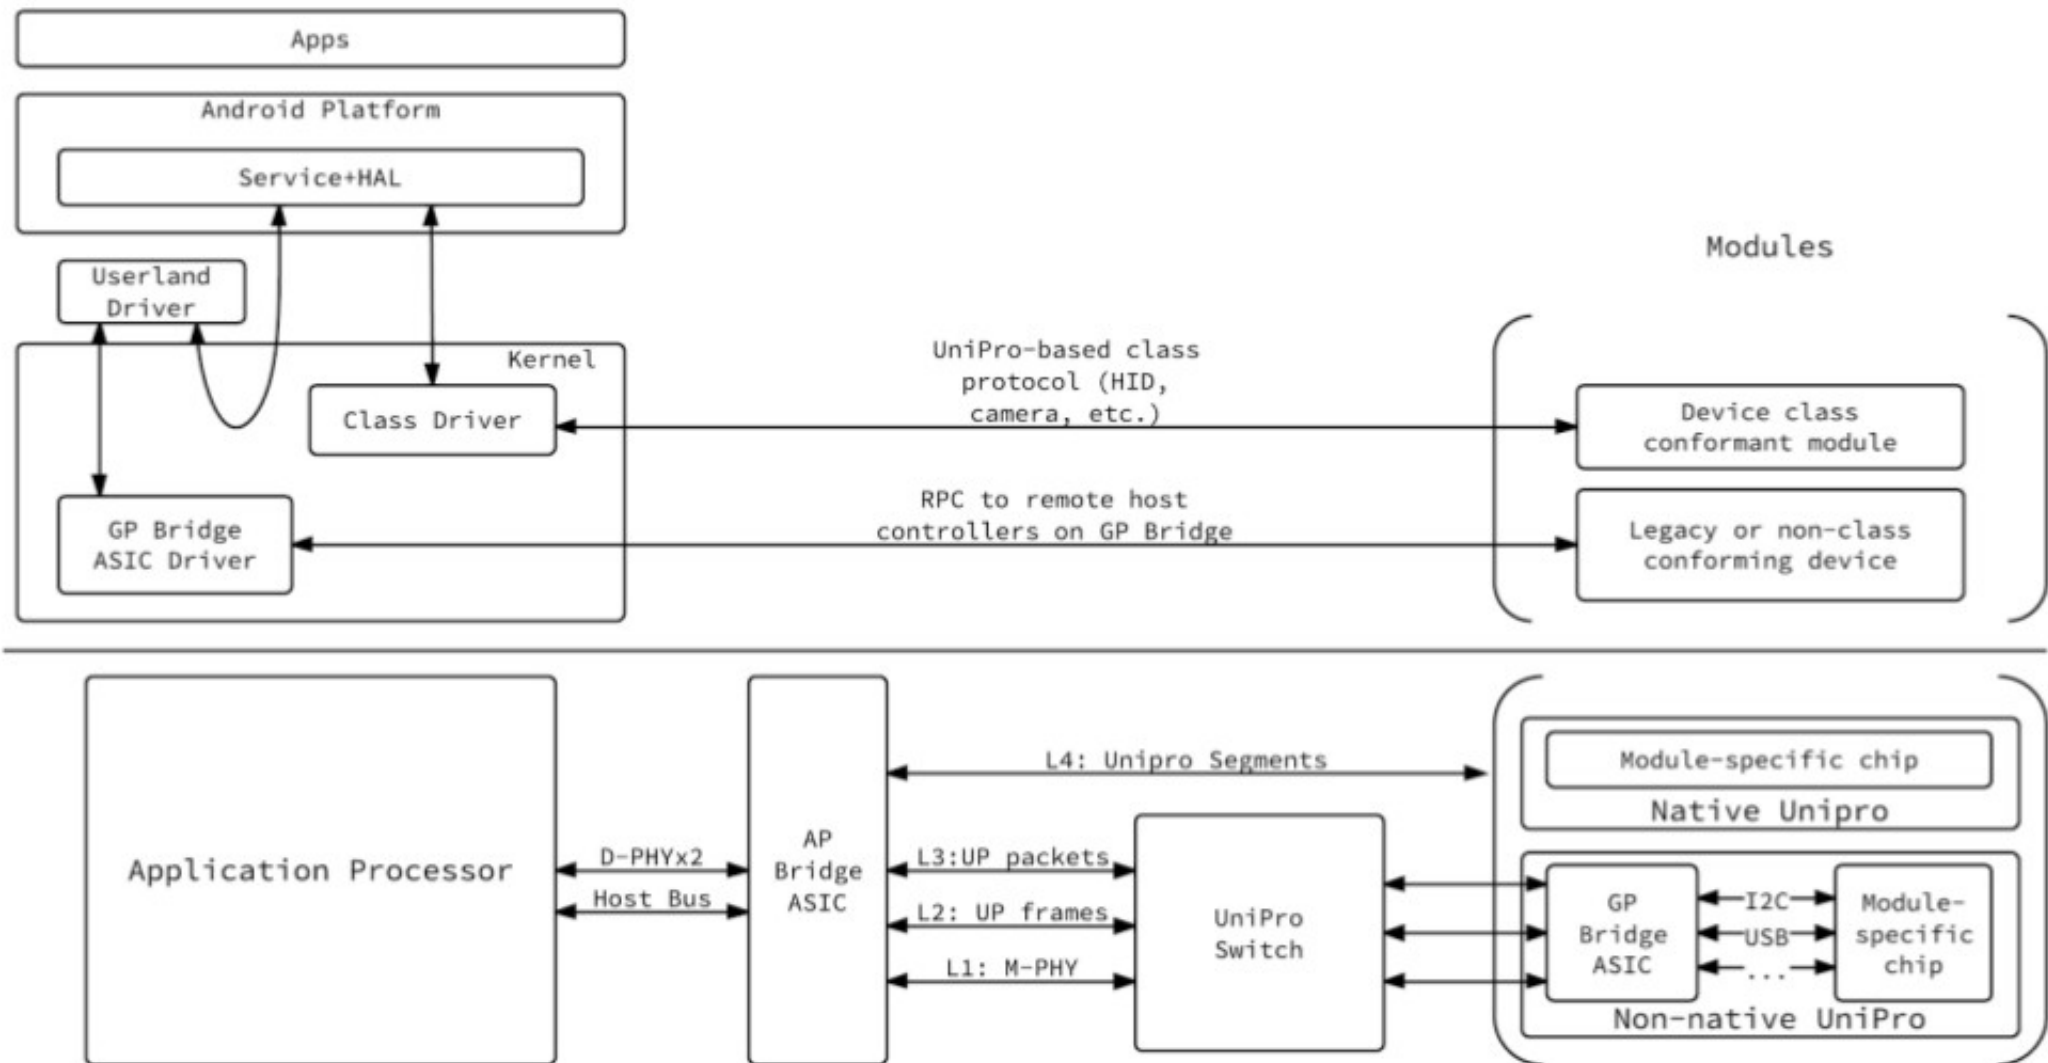 Apps
Android Platform
Service+HAL
Userland
Driver
Kernel
Class Driver
GP Bridge
ASIC Driver
UniPro-based class
protocol (HID,
camera, etc.)
RPC to remote host
controllers on GP Bridge
Modules
Device class
conformant module
Legacy or non-class
conforming device
Application Processor
D-PHYx2
Host Bus
AP
Bridge
ASIC
L4: Unipro Segments
L3:UP packets
L2: UP frames
L1: M-PHY
UniPro
Switch
Module-specific chip
Native Unipro
GP
Bridge
ASIC
I2C
USB
...
Module-
specific
chip
Non-native UniPro